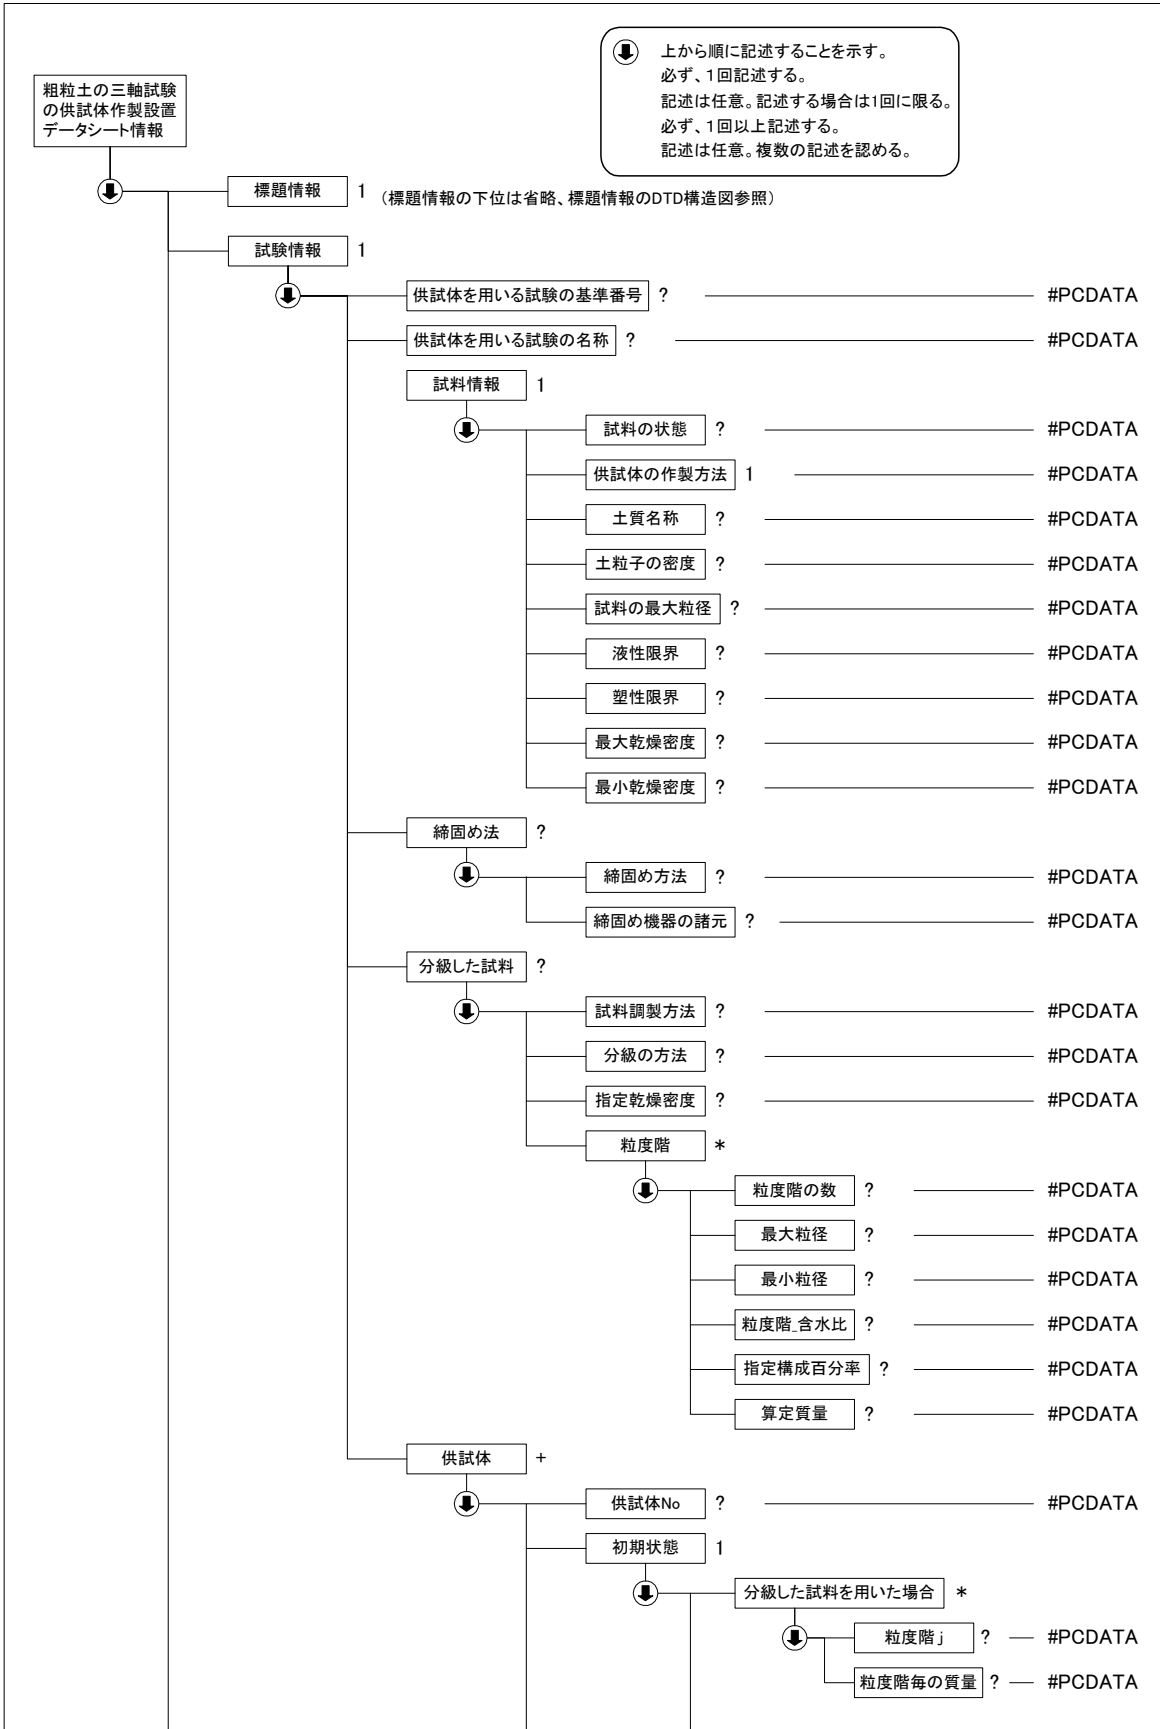 上から順に記述することを示す。
必ず、1回記述する。
記述は任意。記述する場合は1回に限る。
必ず、1回以上記述する。
記述は任意。複数の記述を認める。
粗粒土の三軸試験
の供試体作製設置
データシート情報
標題情報 1 (標題情報の下位は省略、標題情報のDTD構造図参照)
試験情報 1
供試体を用いる試験の基準番号 ? #PCDATA
供試体を用いる試験の名称 ? #PCDATA
試料情報 1
試料の状態 ? #PCDATA
供試体の作製方法 1 #PCDATA
土質名称 ? #PCDATA
土粒子の密度 ? #PCDATA
試料の最大粒径 ? #PCDATA
液性限界 ? #PCDATA
塑性限界 ? #PCDATA
最大乾燥密度 ? #PCDATA
最小乾燥密度 ? #PCDATA
締固め法 ?
締固め方法 ? #PCDATA
締固め機器の諸元 ? #PCDATA
分級した試料 ?
試料調製方法 ? #PCDATA
分級の方法 ? #PCDATA
指定乾燥密度 ? #PCDATA
粒度階 *
粒度階の数 ? #PCDATA
最大粒径 ? #PCDATA
最小粒径 ? #PCDATA
粒度階_含水比 ? #PCDATA
指定構成百分率 ? #PCDATA
算定質量 ? #PCDATA
供試体 +
供試体No ? #PCDATA
初期状態 1
分級した試料を用いた場合 *
粒度階j ? #PCDATA
粒度階毎の質量 ? #PCDATA